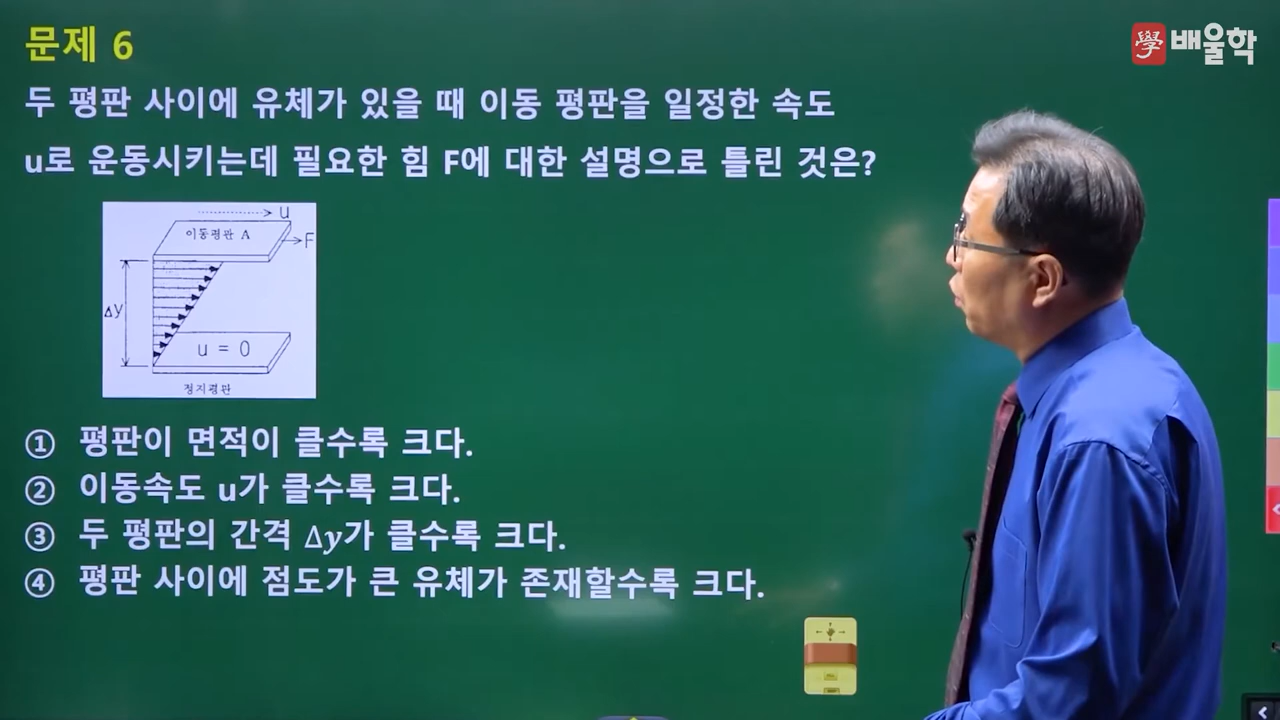 문제 6
學 배울학
두 평판 사이에 유체가 있을 때 이동 평판을 일정한 속도
u로 운동시키는데 필요한 힘 F에 대한 설명으로 틀린 것은?
u
이동평판 A
F
Δy
u = 0
정지평판
① 평판이 면적이 클수록 크다.
② 이동속도 u가 클수록 크다.
③ 두 평판의 간격 Δy가 클수록 크다.
④ 평판 사이에 점도가 큰 유체가 존재할수록 크다.